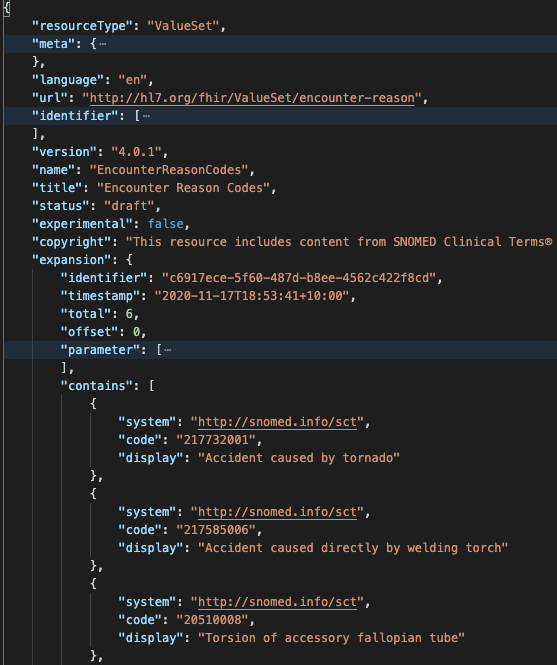 {
"resourceType": "ValueSet",
"meta": {⋯
},
"language": "en",
"url": "http://hl7.org/fhir/ValueSet/encounter-reason",
"identifier": [⋯
],
"version": "4.0.1",
"name": "EncounterReasonCodes",
"title": "Encounter Reason Codes",
"status": "draft",
"experimental": false,
"copyright": "This resource includes content from SNOMED Clinical Terms®
"expansion": {
"identifier": "c6917ece-5f60-487d-b8ee-4562c422f8cd",
"timestamp": "2020-11-17T18:53:41+10:00",
"total": 6,
"offset": 0,
"parameter": [⋯
],
"contains": [
{
"system": "http://snomed.info/sct",
"code": "217732001",
"display": "Accident caused by tornado"
},
{
"system": "http://snomed.info/sct",
"code": "217585006",
"display": "Accident caused directly by welding torch"
},
{
"system": "http://snomed.info/sct",
"code": "20510008",
"display": "Torsion of accessory fallopian tube"
},